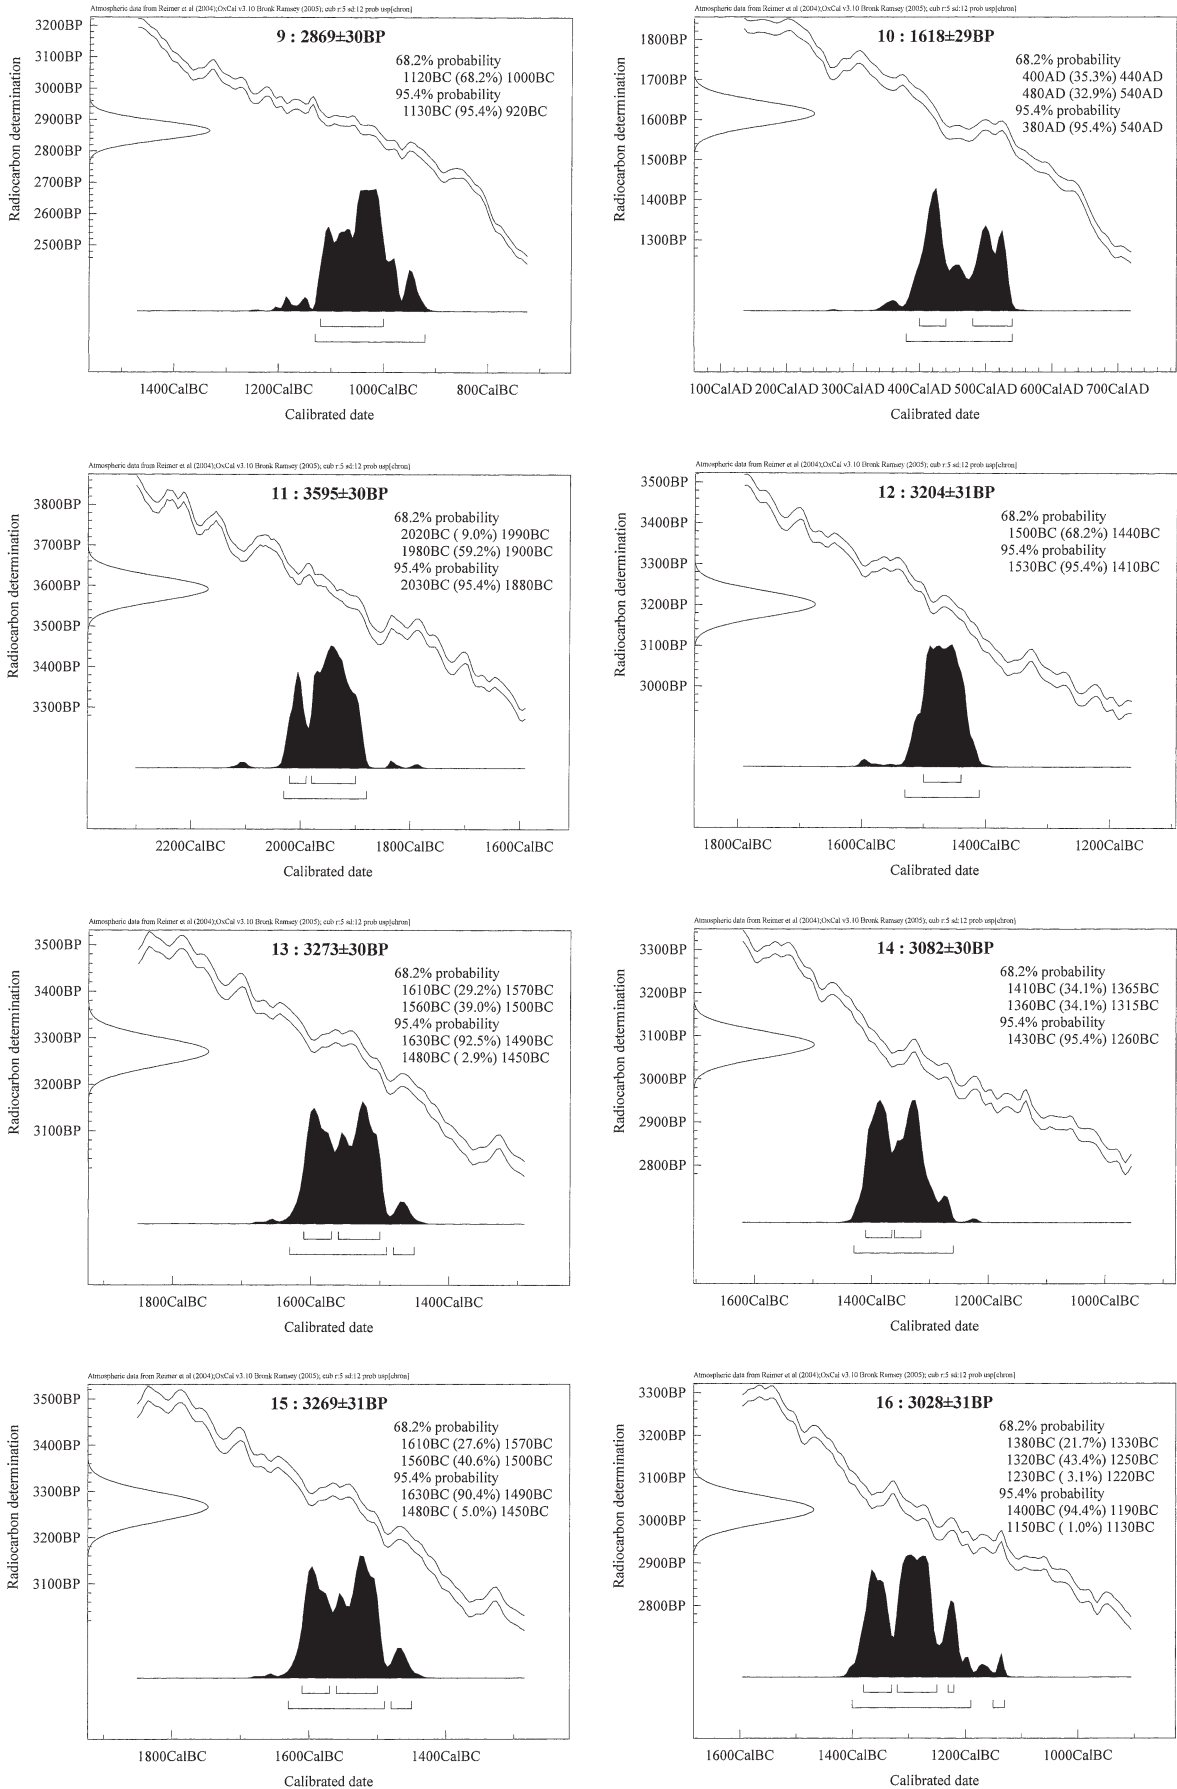 Atmospheric data from Reimer et al (2004);OxCal v3.10 Bronk Ramsey (2005); cub r:5 sd:12 prob usp[chron]
9 : 2869±30BP
68.2% probability
1120BC (68.2%) 1000BC
95.4% probability
1130BC (95.4%) 920BC
Radiocarbon determination
3200BP
3100BP
3000BP
2900BP
2800BP
2700BP
2600BP
2500BP
1400CalBC 1200CalBC 1000CalBC 800CalBC
Calibrated date
Atmospheric data from Reimer et al (2004);OxCal v3.10 Bronk Ramsey (2005); cub r:5 sd:12 prob usp[chron]
10 : 1618±29BP
68.2% probability
400AD (35.3%) 440AD
480AD (32.9%) 540AD
95.4% probability
380AD (95.4%) 540AD
Radiocarbon determination
1800BP
1700BP
1600BP
1500BP
1400BP
1300BP
100CalAD 200CalAD 300CalAD 400CalAD 500CalAD 600CalAD 700CalAD
Calibrated date
Atmospheric data from Reimer et al (2004);OxCal v3.10 Bronk Ramsey (2005); cub r:5 sd:12 prob usp[chron]
11 : 3595±30BP
68.2% probability
2020BC ( 9.0%) 1990BC
1980BC (59.2%) 1900BC
95.4% probability
2030BC (95.4%) 1880BC
Radiocarbon determination
3800BP
3700BP
3600BP
3500BP
3400BP
3300BP
2200CalBC 2000CalBC 1800CalBC 1600CalBC
Calibrated date
Atmospheric data from Reimer et al (2004);OxCal v3.10 Bronk Ramsey (2005); cub r:5 sd:12 prob usp[chron]
12 : 3204±31BP
68.2% probability
1500BC (68.2%) 1440BC
95.4% probability
1530BC (95.4%) 1410BC
Radiocarbon determination
3500BP
3400BP
3300BP
3200BP
3100BP
3000BP
1800CalBC 1600CalBC 1400CalBC 1200CalBC
Calibrated date
Atmospheric data from Reimer et al (2004);OxCal v3.10 Bronk Ramsey (2005); cub r:5 sd:12 prob usp[chron]
13 : 3273±30BP
68.2% probability
1610BC (29.2%) 1570BC
1560BC (39.0%) 1500BC
95.4% probability
1630BC (92.5%) 1490BC
1480BC ( 2.9%) 1450BC
Radiocarbon determination
3500BP
3400BP
3300BP
3200BP
3100BP
1800CalBC 1600CalBC 1400CalBC
Calibrated date
Atmospheric data from Reimer et al (2004);OxCal v3.10 Bronk Ramsey (2005); cub r:5 sd:12 prob usp[chron]
14 : 3082±30BP
68.2% probability
1410BC (34.1%) 1365BC
1360BC (34.1%) 1315BC
95.4% probability
1430BC (95.4%) 1260BC
Radiocarbon determination
3300BP
3200BP
3100BP
3000BP
2900BP
2800BP
1600CalBC 1400CalBC 1200CalBC 1000CalBC
Calibrated date
Atmospheric data from Reimer et al (2004);OxCal v3.10 Bronk Ramsey (2005); cub r:5 sd:12 prob usp[chron]
15 : 3269±31BP
68.2% probability
1610BC (27.6%) 1570BC
1560BC (40.6%) 1500BC
95.4% probability
1630BC (90.4%) 1490BC
1480BC ( 5.0%) 1450BC
Radiocarbon determination
3500BP
3400BP
3300BP
3200BP
3100BP
1800CalBC 1600CalBC 1400CalBC
Calibrated date
Atmospheric data from Reimer et al (2004);OxCal v3.10 Bronk Ramsey (2005); cub r:5 sd:12 prob usp[chron]
16 : 3028±31BP
68.2% probability
1380BC (21.7%) 1330BC
1320BC (43.4%) 1250BC
1230BC ( 3.1%) 1220BC
95.4% probability
1400BC (94.4%) 1190BC
1150BC ( 1.0%) 1130BC
Radiocarbon determination
3300BP
3200BP
3100BP
3000BP
2900BP
2800BP
1600CalBC 1400CalBC 1200CalBC 1000CalBC
Calibrated date